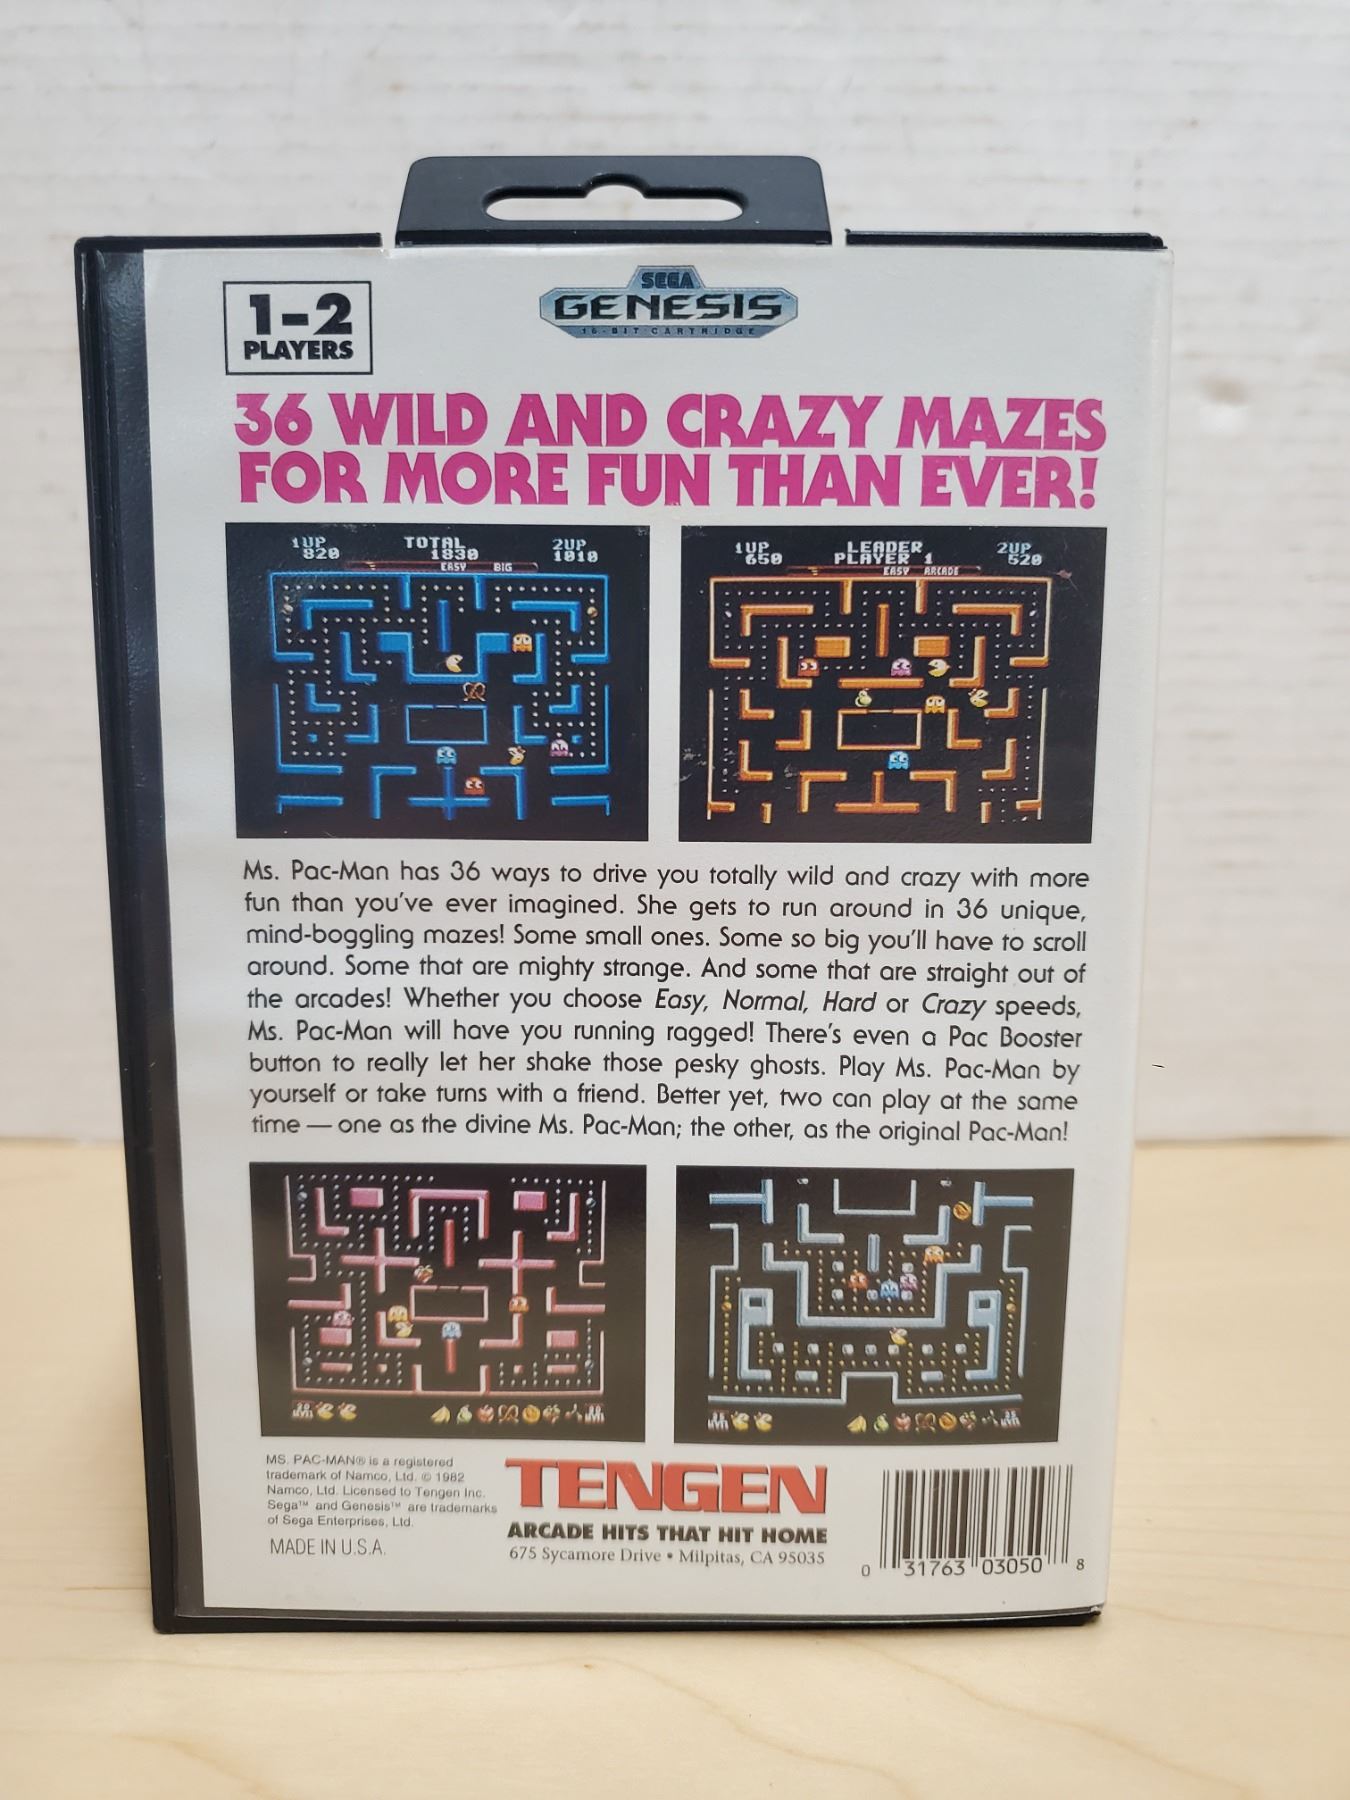 1-2
PLAYERS
SEGA
GENESIS
16-BIT CARTRIDGE
36 WILD AND CRAZY MAZES
FOR MORE FUN THAN EVER!
1UP TOTAL 2UP
820 1830 1010
EASY BIG
1UP LEADER 2UP
650 PLAYER 1 520
EASY ARCADE
Ms. Pac-Man has 36 ways to drive you totally wild and crazy with more
fun than you've ever imagined. She gets to run around in 36 unique,
mind-boggling mazes! Some small ones. Some so big you'll have to scroll
around. Some that are mighty strange. And some that are straight out of
the arcades! Whether you choose Easy, Normal, Hard or Crazy speeds,
Ms. Pac-Man will have you running ragged! There's even a Pac Booster
button to really let her shake those pesky ghosts. Play Ms. Pac-Man by
yourself or take turns with a friend. Better yet, two can play at the same
time — one as the divine Ms. Pac-Man; the other, as the original Pac-Man!
MS. PAC-MAN® is a registered
trademark of Namco, Ltd. © 1982
Namco, Ltd. Licensed to Tengen Inc.
Sega™ and Genesis™ are trademarks
of Sega Enterprises, Ltd.
MADE IN U.S.A.
TENGEN
ARCADE HITS THAT HIT HOME
675 Sycamore Drive • Milpitas, CA 95035
0 31763 03050 8